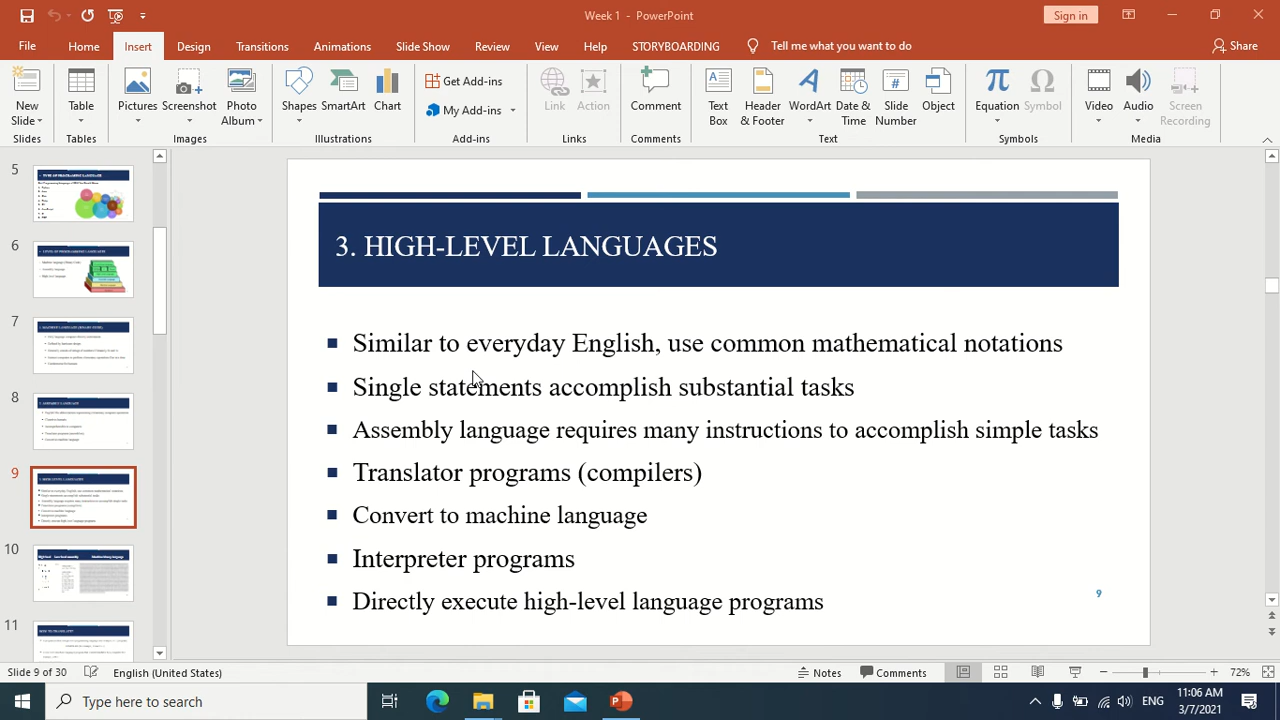 Week 1 - PowerPoint
Sign in
File Home Insert Design Transitions Animations Slide Show Review View Help STORYBOARDING Tell me what you want to do Share
New Slide
Table
Pictures
Screenshot
Photo Album
Shapes
SmartArt
Chart
Get Add-ins
My Add-ins
Link
Action
Comment
Text Box
Header & Footer
WordArt
Date & Time
Slide Number
Object
Equation
Symbol
Video
Audio
Screen Recording
Slides Tables Images Illustrations Add-ins Links Comments Text Symbols Media
5
6
7
8
9
10
11
3. HIGH-LEVEL LANGUAGES
Similar to everyday English, use common mathematical notations
Single statements accomplish substantial tasks
Assembly language requires many instructions to accomplish simple tasks
Translator programs (compilers)
Convert to machine language
Interpreter programs
Directly execute high-level language programs
9
Slide 9 of 30 English (United States) Notes Comments 72%
Type here to search
ENG
11:06 AM
3/7/2021